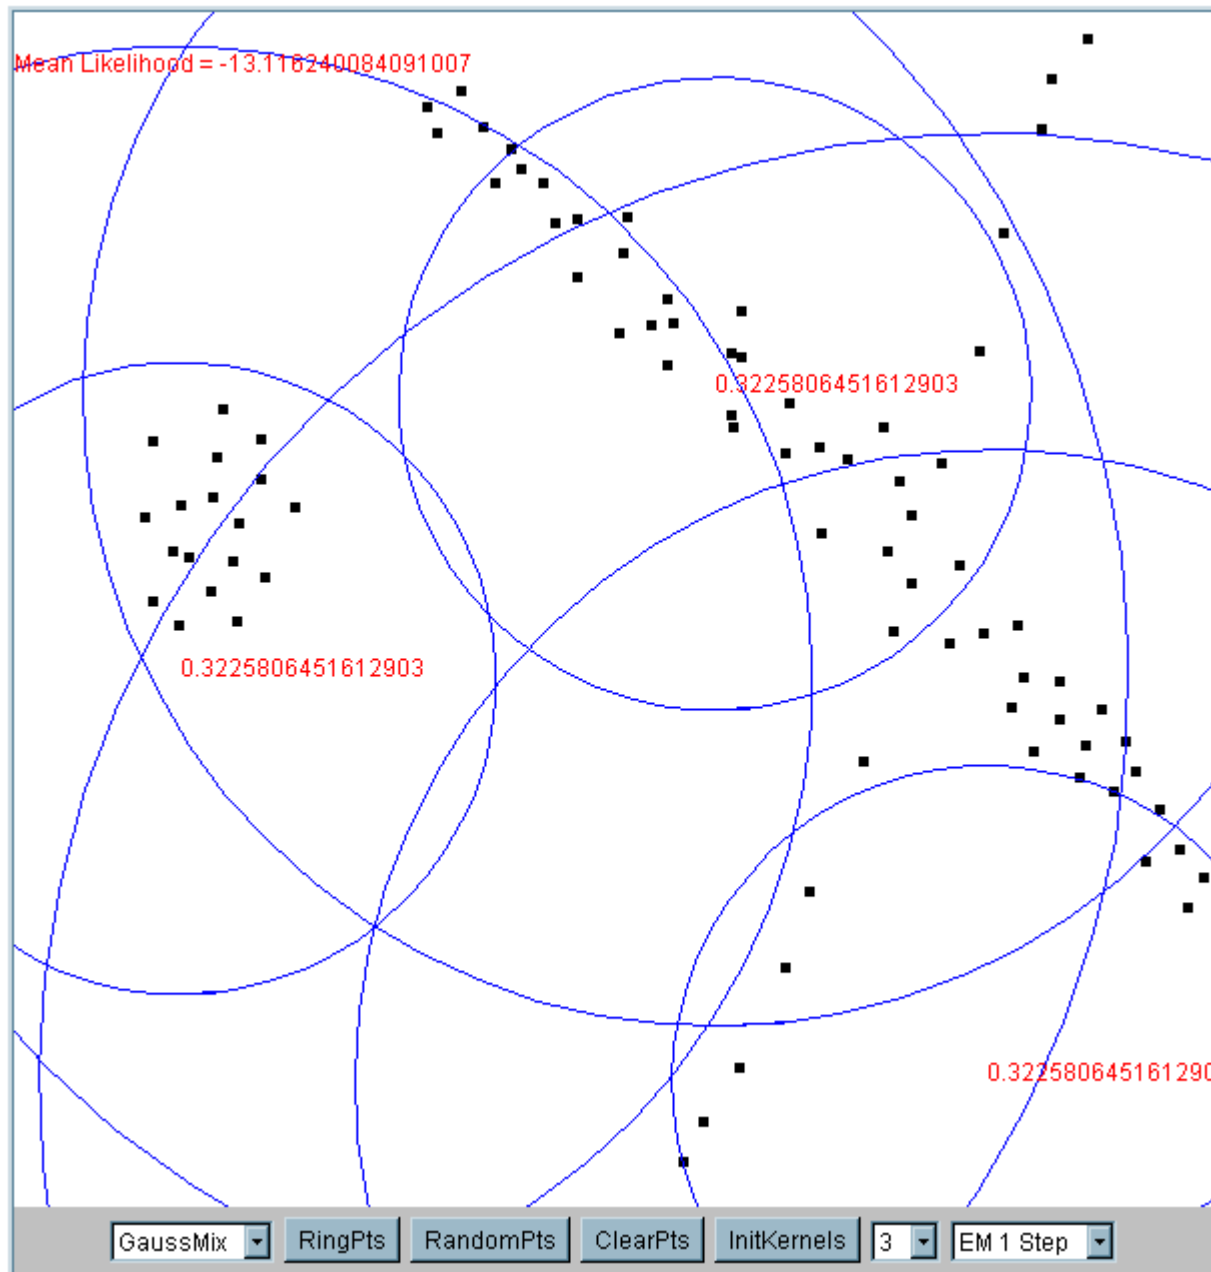 Mean Likelihood = -13.116240084091007
0.3225806451612903
0.3225806451612903
0.322580645161290
GaussMix RingPts RandomPts ClearPts InitKernels 3 EM 1 Step